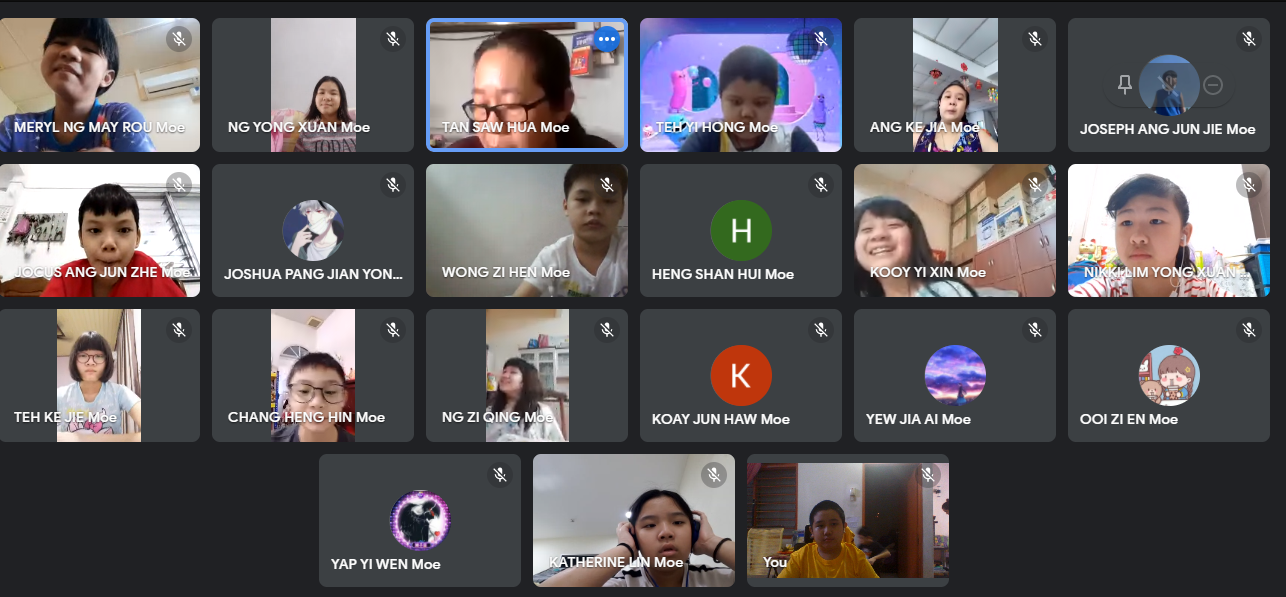 MERYL NG MAY ROU Moe
NG YONG XUAN Moe
TAN SAW HUA Moe
TEH YI HONG Moe
ANG KE JIA Moe
JOSEPH ANG JUN JIE Moe
JOCUS ANG JUN ZHE Moe
JOSHUA PANG JIAN YON...
WONG ZI HEN Moe
H
HENG SHAN HUI Moe
KOOY YI XIN Moe
NIKKI LIM YONG XUAN ...
TEH KE JIE Moe
CHANG HENG HIN Moe
NG ZI QING Moe
K
KOAY JUN HAW Moe
YEW JIA AI Moe
OOI ZI EN Moe
YAP YI WEN Moe
KATHERINE LIN Moe
You
TODA